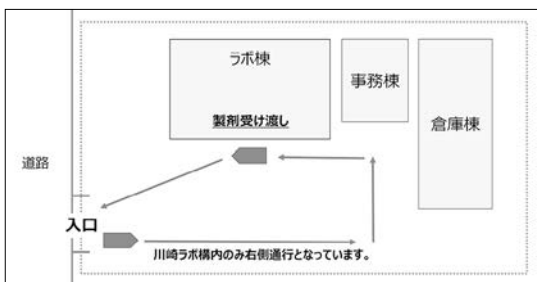 ラボ棟
事務棟
製剤受け渡し
倉庫棟
道路
入口
川崎ラボ構内のみ右側通行となっています。